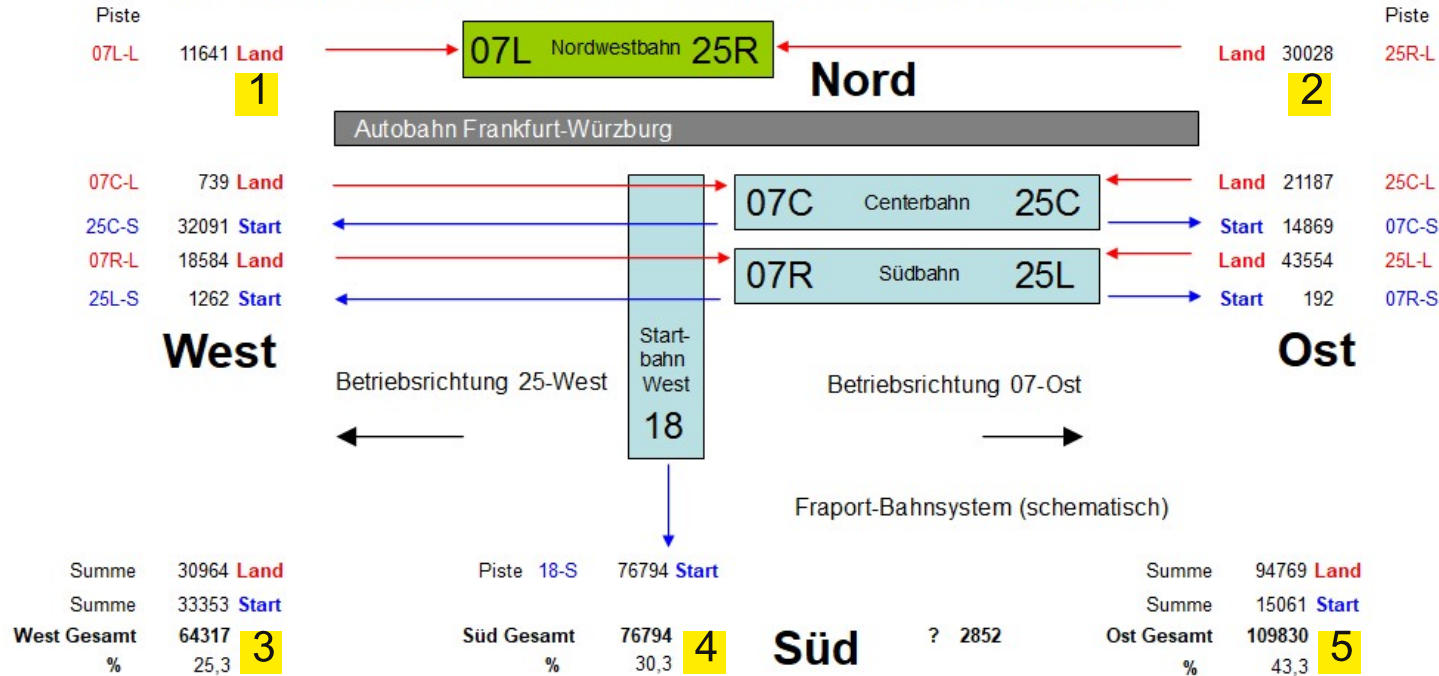 Piste
Piste
07L-L 11641 Land
07L Nordwestbahn 25R
Land 30028 25R-L
1
Nord
2
Autobahn Frankfurt-Würzburg
07C-L 739 Land
07C Centerbahn 25C
Land 21187 25C-L
25C-S 32091 Start
Start 14869 07C-S
07R-L 18584 Land
07R Südbahn 25L
Land 43554 25L-L
25L-S 1262 Start
Start 192 07R-S
West
Start-
bahn
West
18
Ost
Betriebsrichtung 25-West
Betriebsrichtung 07-Ost
Fraport-Bahnsystem (schematisch)
Summe 30964 Land
Piste 18-S 76794 Start
Summe 94769 Land
Summe 33353 Start
Summe 15061 Start
West Gesamt 64317
3
Süd Gesamt 76794
4
Süd
? 2852
Ost Gesamt 109830
5
% 25,3
% 30,3
% 43,3